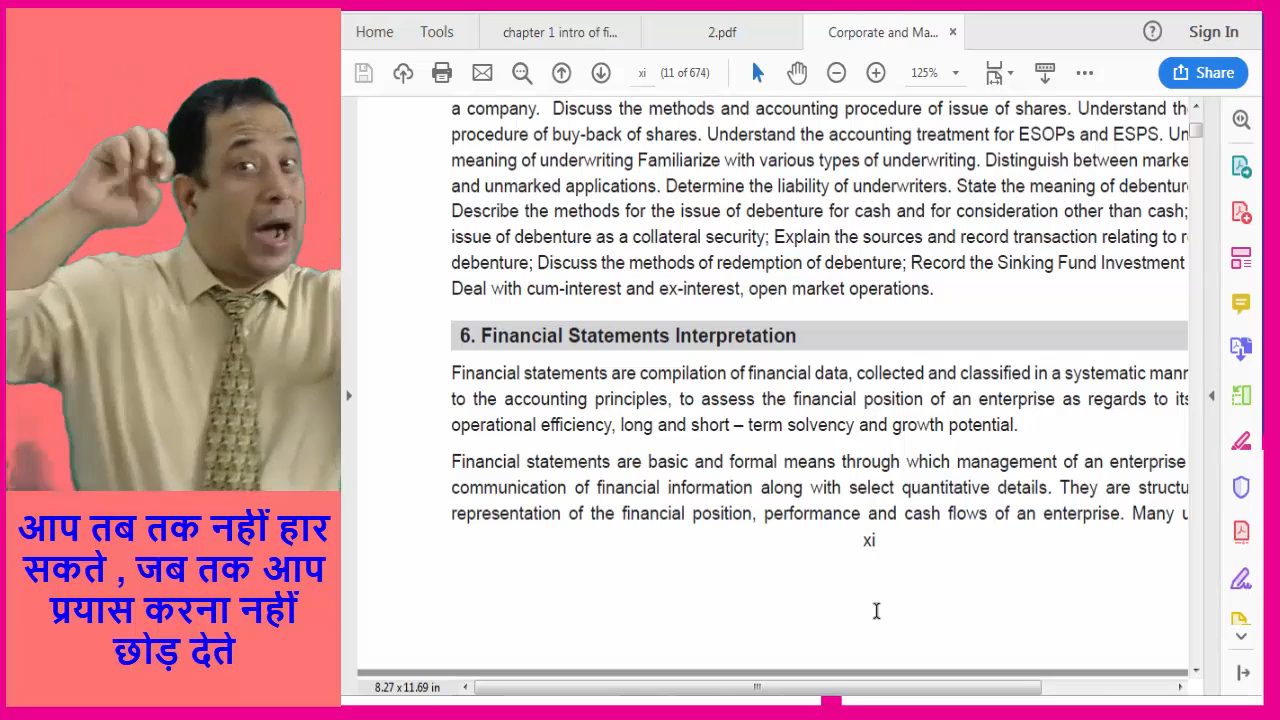 Home Tools chapter 1 intro of fi... 2.pdf Corporate and Ma... × ? Sign In
xi (11 of 674) 125% Share
a company. Discuss the methods and accounting procedure of issue of shares. Understand th
procedure of buy-back of shares. Understand the accounting treatment for ESOPs and ESPS. Un
meaning of underwriting Familiarize with various types of underwriting. Distinguish between marke
and unmarked applications. Determine the liability of underwriters. State the meaning of debenture
Describe the methods for the issue of debenture for cash and for consideration other than cash;
issue of debenture as a collateral security; Explain the sources and record transaction relating to r
debenture; Discuss the methods of redemption of debenture; Record the Sinking Fund Investment
Deal with cum-interest and ex-interest, open market operations.
6. Financial Statements Interpretation
Financial statements are compilation of financial data, collected and classified in a systematic mann
to the accounting principles, to assess the financial position of an enterprise as regards to its
operational efficiency, long and short – term solvency and growth potential.
Financial statements are basic and formal means through which management of an enterprise
communication of financial information along with select quantitative details. They are structu
representation of the financial position, performance and cash flows of an enterprise. Many u
xi
8.27 x 11.69 in
आप तब तक नहीं हार
सकते , जब तक आप
प्रयास करना नहीं
छोड़ देते